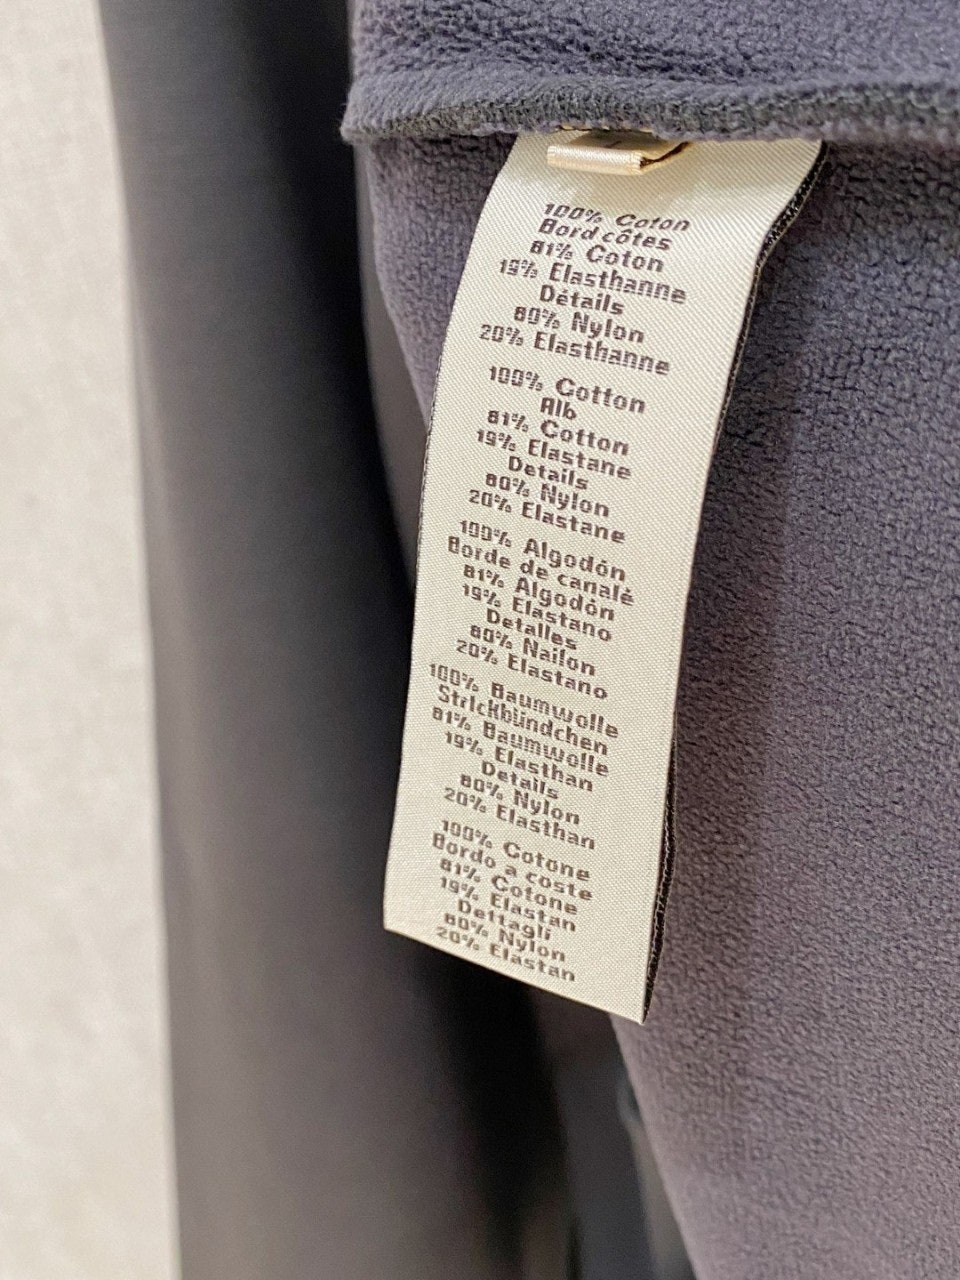 100% Coton
Bord côtes
81% Coton
19% Elasthanne
Détails
80% Nylon
20% Elasthanne
100% Cotton
Rib
81% Cotton
19% Elastane
Details
80% Nylon
20% Elastane
100% Algodón
Borde de canalé
81% Algodón
19% Elastano
Detalles
80% Nailon
20% Elastano
100% Baumwolle
Strickbündchen
81% Baumwolle
19% Elasthan
Details
80% Nylon
20% Elasthan
100% Cotone
Bordo a coste
81% Cotone
19% Elastan
Dettagli
80% Nylon
20% Elastan